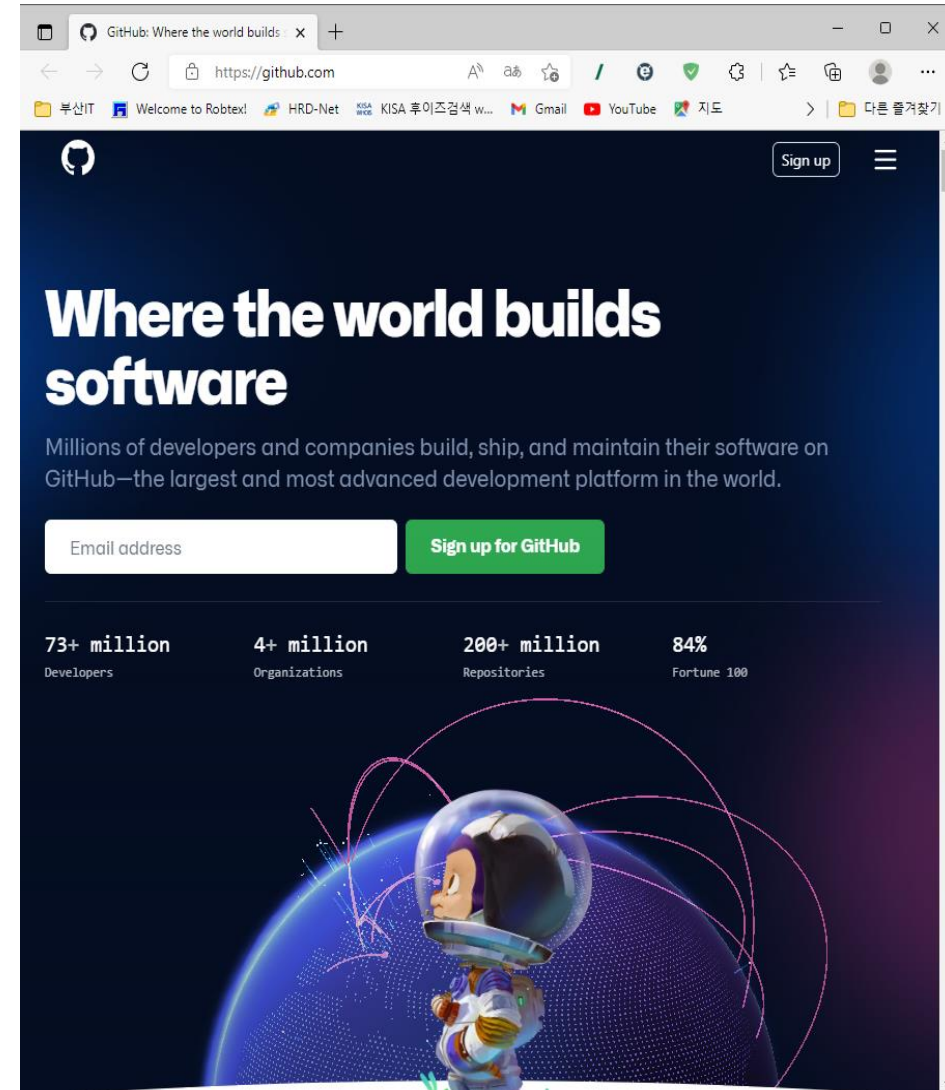 GitHub: Where the world builds s
https://github.com
부산IT
Welcome to Robtex!
HRD-Net
KISA 후이즈검색 w...
Gmail
YouTube
지도
다른 즐겨찾기
Sign up
Where the world builds
software
Millions of developers and companies build, ship, and maintain their software on
GitHub—the largest and most advanced development platform in the world.
Email address
Sign up for GitHub
73+ million
4+ million
200+ million
84%
Developers
Organizations
Repositories
Fortune 100